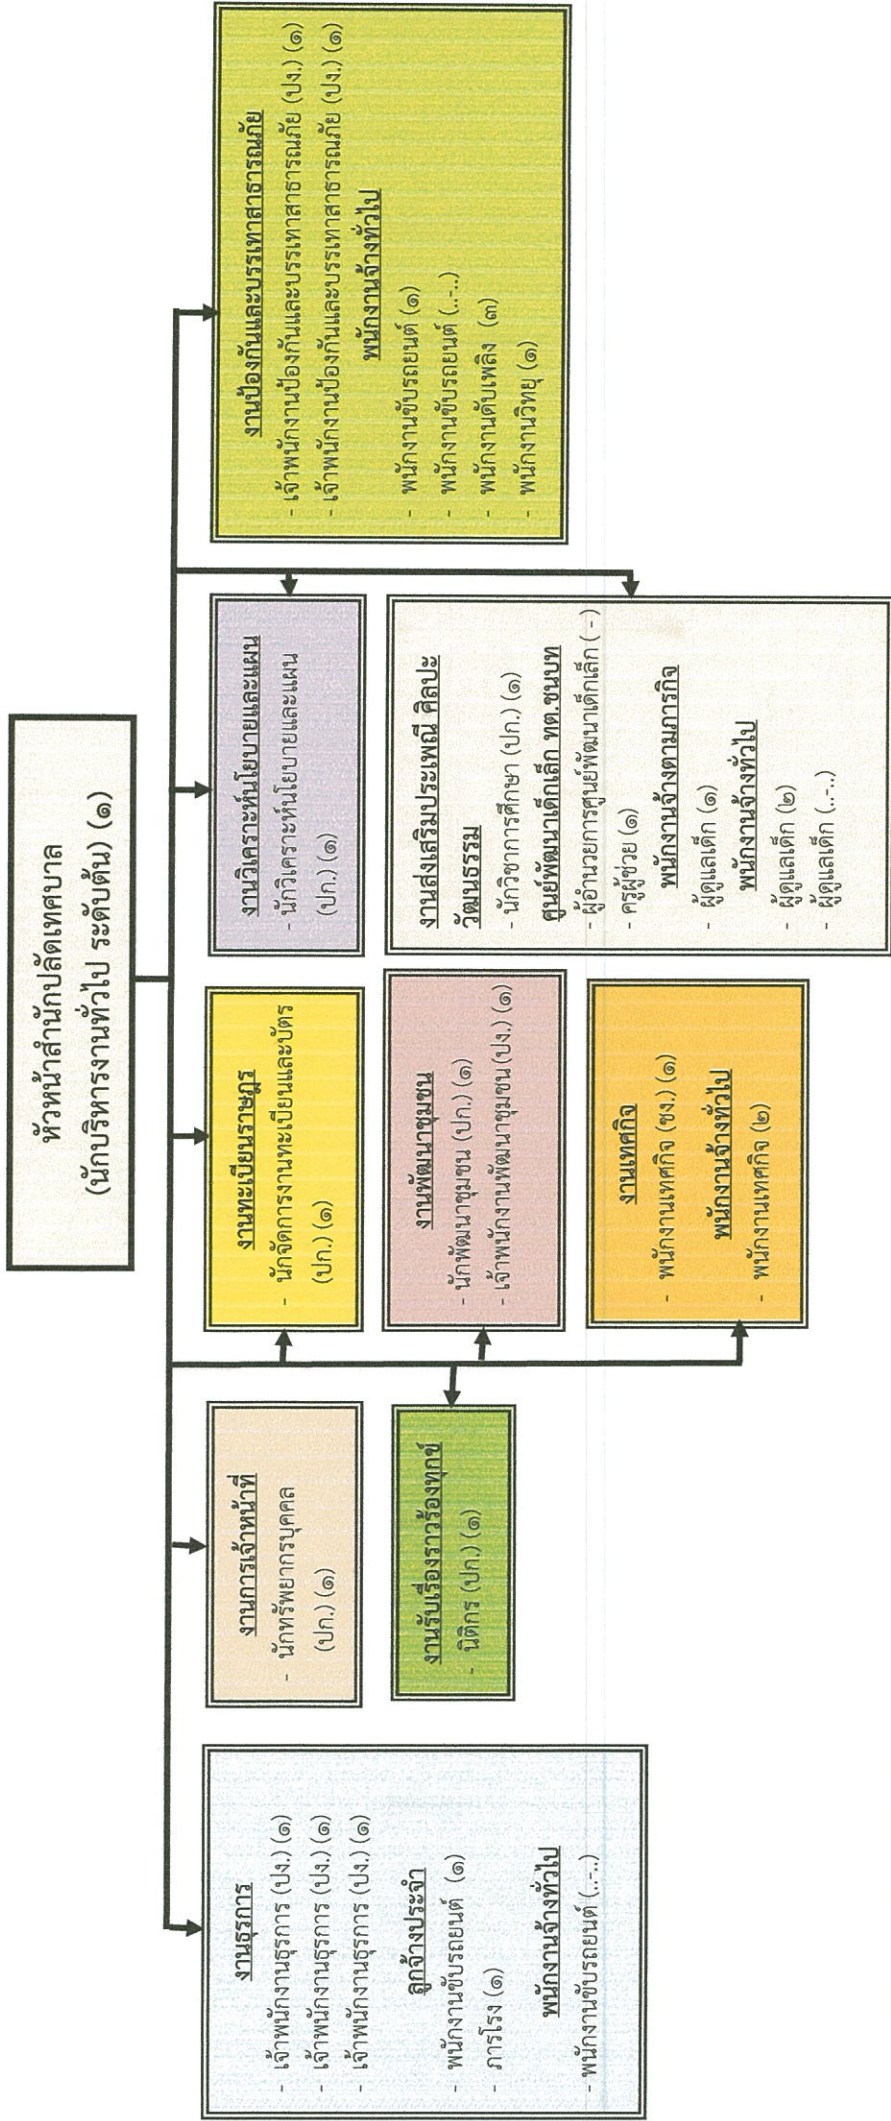 หัวหน้าสำนักปลัดเทศบาล
(นักบริหารงานทั่วไป ระดับต้น) (๑)
งานธุรการ
- เจ้าพนักงานธุรการ (ปง.) (๑)
- เจ้าพนักงานธุรการ (ปง.) (๑)
- เจ้าพนักงานธุรการ (ปง.) (๑)
ลูกจ้างประจำ
- พนักงานขับรถยนต์ (๑)
- ภารโรง (๑)
พนักงานจ้างทั่วไป
- พนักงานขับรถยนต์ (..-..)
งานการเจ้าหน้าที่
- นักทรัพยากรบุคคล
(ปก.) (๑)
งานรับเรื่องราวร้องทุกข์
- นิติกร (ปก.) (๑)
งานทะเบียนราษฎร
- นักจัดการงานทะเบียนและบัตร
(ปก.) (๑)
งานพัฒนาชุมชน
- นักพัฒนาชุมชน (ปก.) (๑)
- เจ้าพนักงานพัฒนาชุมชน(ปง.) (๑)
งานเทศกิจ
- พนักงานเทศกิจ (ชง.) (๑)
พนักงานจ้างทั่วไป
- พนักงานเทศกิจ (๒)
งานวิเคราะห์นโยบายและแผน
- นักวิเคราะห์นโยบายและแผน
(ปก.) (๑)
งานส่งเสริมประเพณี ศิลปะ
วัฒนธรรม
- นักวิชาการศึกษา (ปก.) (๑)
ศูนย์พัฒนาเด็กเล็ก ทต.ชนบท
- ผู้อำนวยการศูนย์พัฒนาเด็กเล็ก ( - )
- ครูผู้ช่วย (๑)
พนักงานจ้างตามภารกิจ
- ผู้ดูแลเด็ก (๑)
พนักงานจ้างทั่วไป
- ผู้ดูแลเด็ก (๒)
- ผู้ดูแลเด็ก (..-..)
งานป้องกันและบรรเทาสาธารณภัย
- เจ้าพนักงานป้องกันและบรรเทาสาธารณภัย (ปง.) (๑)
- เจ้าพนักงานป้องกันและบรรเทาสาธารณภัย (ปง.) (๑)
พนักงานจ้างทั่วไป
- พนักงานขับรถยนต์ (๑)
- พนักงานขับรถยนต์ (..-..)
- พนักงานดับเพลิง (๓)
- พนักงานวิทยุ (๑)